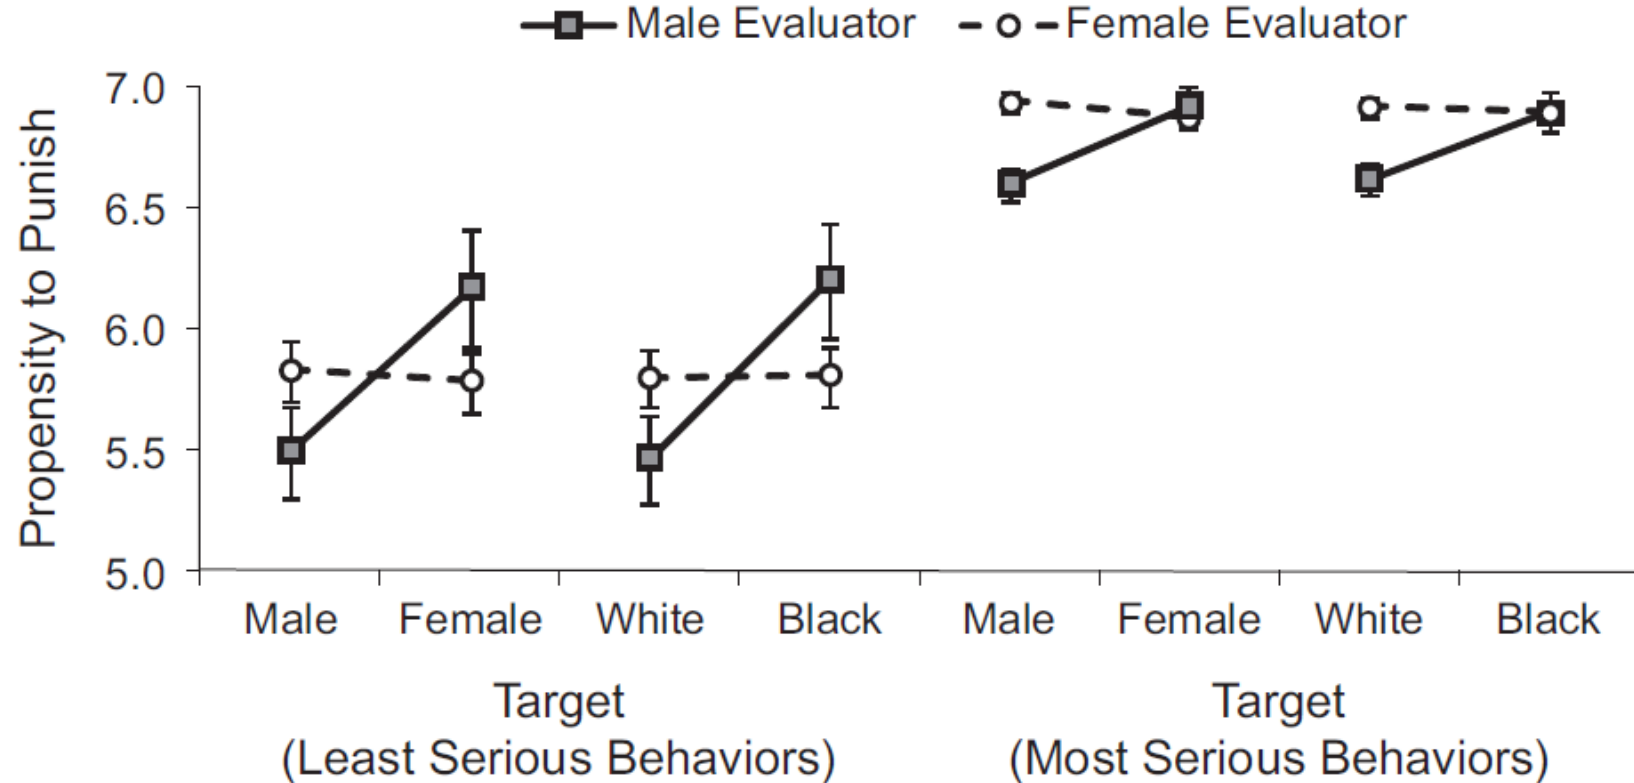 Male Evaluator Female Evaluator
Propensity to Punish
7.0
6.5
6.0
5.5
5.0
Male Female White Black Male Female White Black
Target Target
(Least Serious Behaviors) (Most Serious Behaviors)